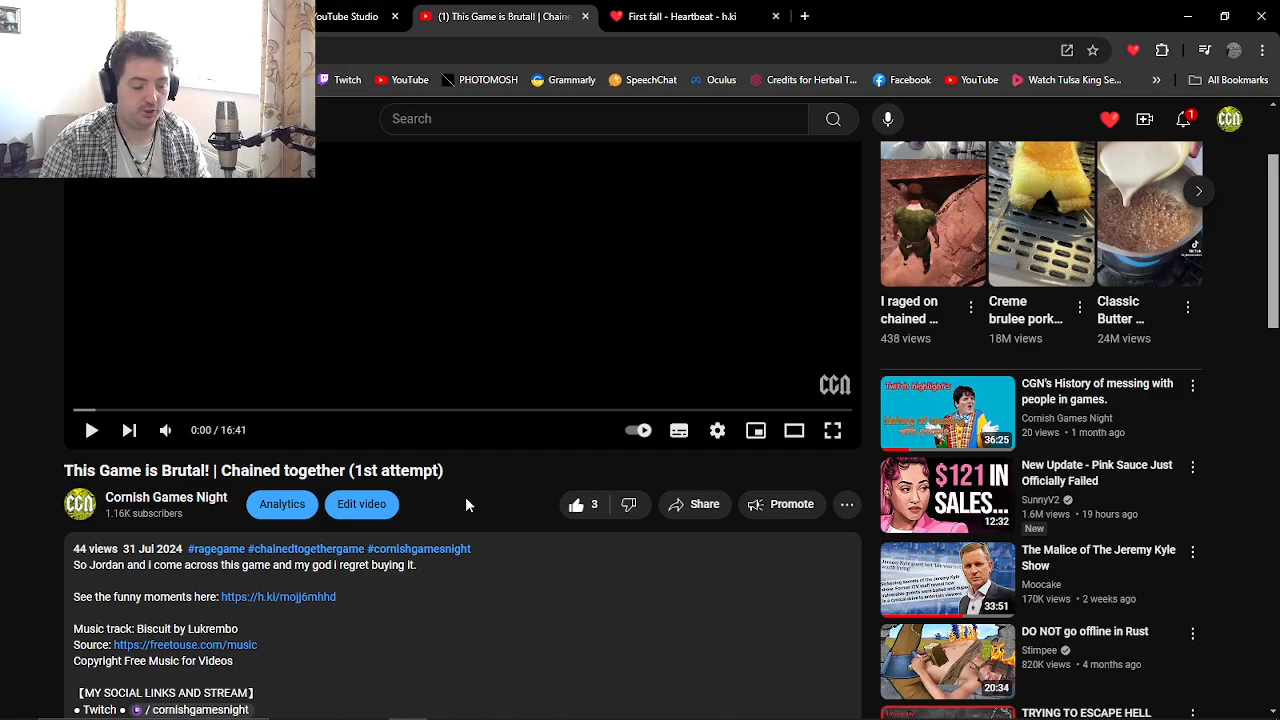 YouTube Studio
(1) This Game is Brutal! | Chaine
First fall - Heartbeat - h.ki
Twitch
YouTube
PHOTOMOSH
Grammarly
SpeechChat
Oculus
Credits for Herea T...
Facebook
YouTube
Watch Tulsa King Se...
»
All Bookmarks
Search
1
CGN
I raged on
chained ...
438 views
Creme
brulee pork...
18M views
TikTok
Classic
Butter ...
24M views
CGN
0:00 / 16:41
This Game is Brutal! | Chained together (1st attempt)
CGN
Cornish Games Night
1.16K subscribers
Analytics
Edit video
3
Share
Promote
44 views 31 Jul 2024 #ragegame #chainedtogethergame #cornishgamesnight
So Jordan and i come across this game and my god i regret buying it.
See the funny moments here: https://h.ki/mojj6mhhd
Music track: Biscuit by Lukrembo
Source: https://freetouse.com/music
Copyright Free Music for Videos
【MY SOCIAL LINKS AND STREAM】
● Twitch ● / cornishgamesnight
Twitch highlights
36:25
CGN's History of messing with
people in games.
Cornish Games Night
20 views • 1 month ago
$121 IN
SALES...
12:32
New Update - Pink Sauce Just
Officially Failed
SunnyV2
1.6M views • 19 hours ago
New
33:51
The Malice of The Jeremy Kyle
Show
Moocake
170K views • 2 weeks ago
20:34
DO NOT go offline in Rust
Stimpee
820K views • 4 months ago
TRYING TO ESCAPE HELL